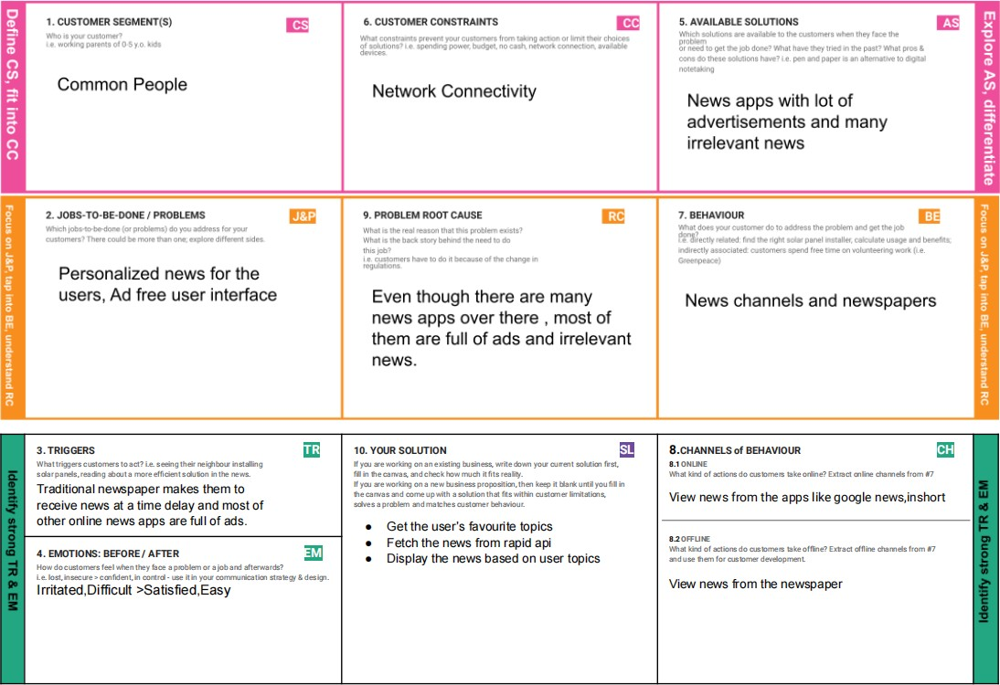 Define CS, fit into CC
1. CUSTOMER SEGMENT(S)
CS
Who is your customer?
i.e. working parents of 0-5 y.o. kids
Common People
6. CUSTOMER CONSTRAINTS
CC
What constraints prevent your customers from taking action or limit their choices
of solutions? i.e. spending power, budget, no cash, network connection, available
devices.
Network Connectivity
5. AVAILABLE SOLUTIONS
AS
Which solutions are available to the customers when they face the
problem
or need to get the job done? What have they tried in the past? What pros &
cons do these solutions have? i.e. pen and paper is an alternative to digital
notetaking
News apps with lot of
advertisements and many
irrelevant news
Explore AS, differentiate
Focus on J&P, tap into BE, understand RC
2. JOBS-TO-BE-DONE / PROBLEMS
J&P
Which jobs-to-be-done (or problems) do you address for your
customers? There could be more than one; explore different sides.
Personalized news for the
users, Ad free user interface
9. PROBLEM ROOT CAUSE
RC
What is the real reason that this problem exists?
What is the back story behind the need to do
this job?
i.e. customers have to do it because of the change in
regulations.
Even though there are many
news apps over there , most of
them are full of ads and irrelevant
news.
7. BEHAVIOUR
BE
What does your customer do to address the problem and get the job
done?
i.e. directly related: find the right solar panel installer, calculate usage and benefits;
indirectly associated: customers spend free time on volunteering work (i.e.
Greenpeace)
News channels and newspapers
Focus on J&P, tap into BE, understand RC
Identify strong TR & EM
3. TRIGGERS
TR
What triggers customers to act? i.e. seeing their neighbour installing
solar panels, reading about a more efficient solution in the news.
Traditional newspaper makes them to
receive news at a time delay and most of
other online news apps are full of ads.
4. EMOTIONS: BEFORE / AFTER
EM
How do customers feel when they face a problem or a job and afterwards?
i.e. lost, insecure > confident, in control - use it in your communication strategy & design.
Irritated,Difficult >Satisfied,Easy
10. YOUR SOLUTION
SL
If you are working on an existing business, write down your current solution first,
fill in the canvas, and check how much it fits reality.
If you are working on a new business proposition, then keep it blank until you fill in
the canvas and come up with a solution that fits within customer limitations,
solves a problem and matches customer behaviour.
● Get the user's favourite topics
● Fetch the news from rapid api
● Display the news based on user topics
8.CHANNELS of BEHAVIOUR
CH
8.1 ONLINE
What kind of actions do customers take online? Extract online channels from #7
View news from the apps like google news,inshort
8.2 OFFLINE
What kind of actions do customers take offline? Extract offline channels from #7
and use them for customer development.
View news from the newspaper
Identify strong TR & EM